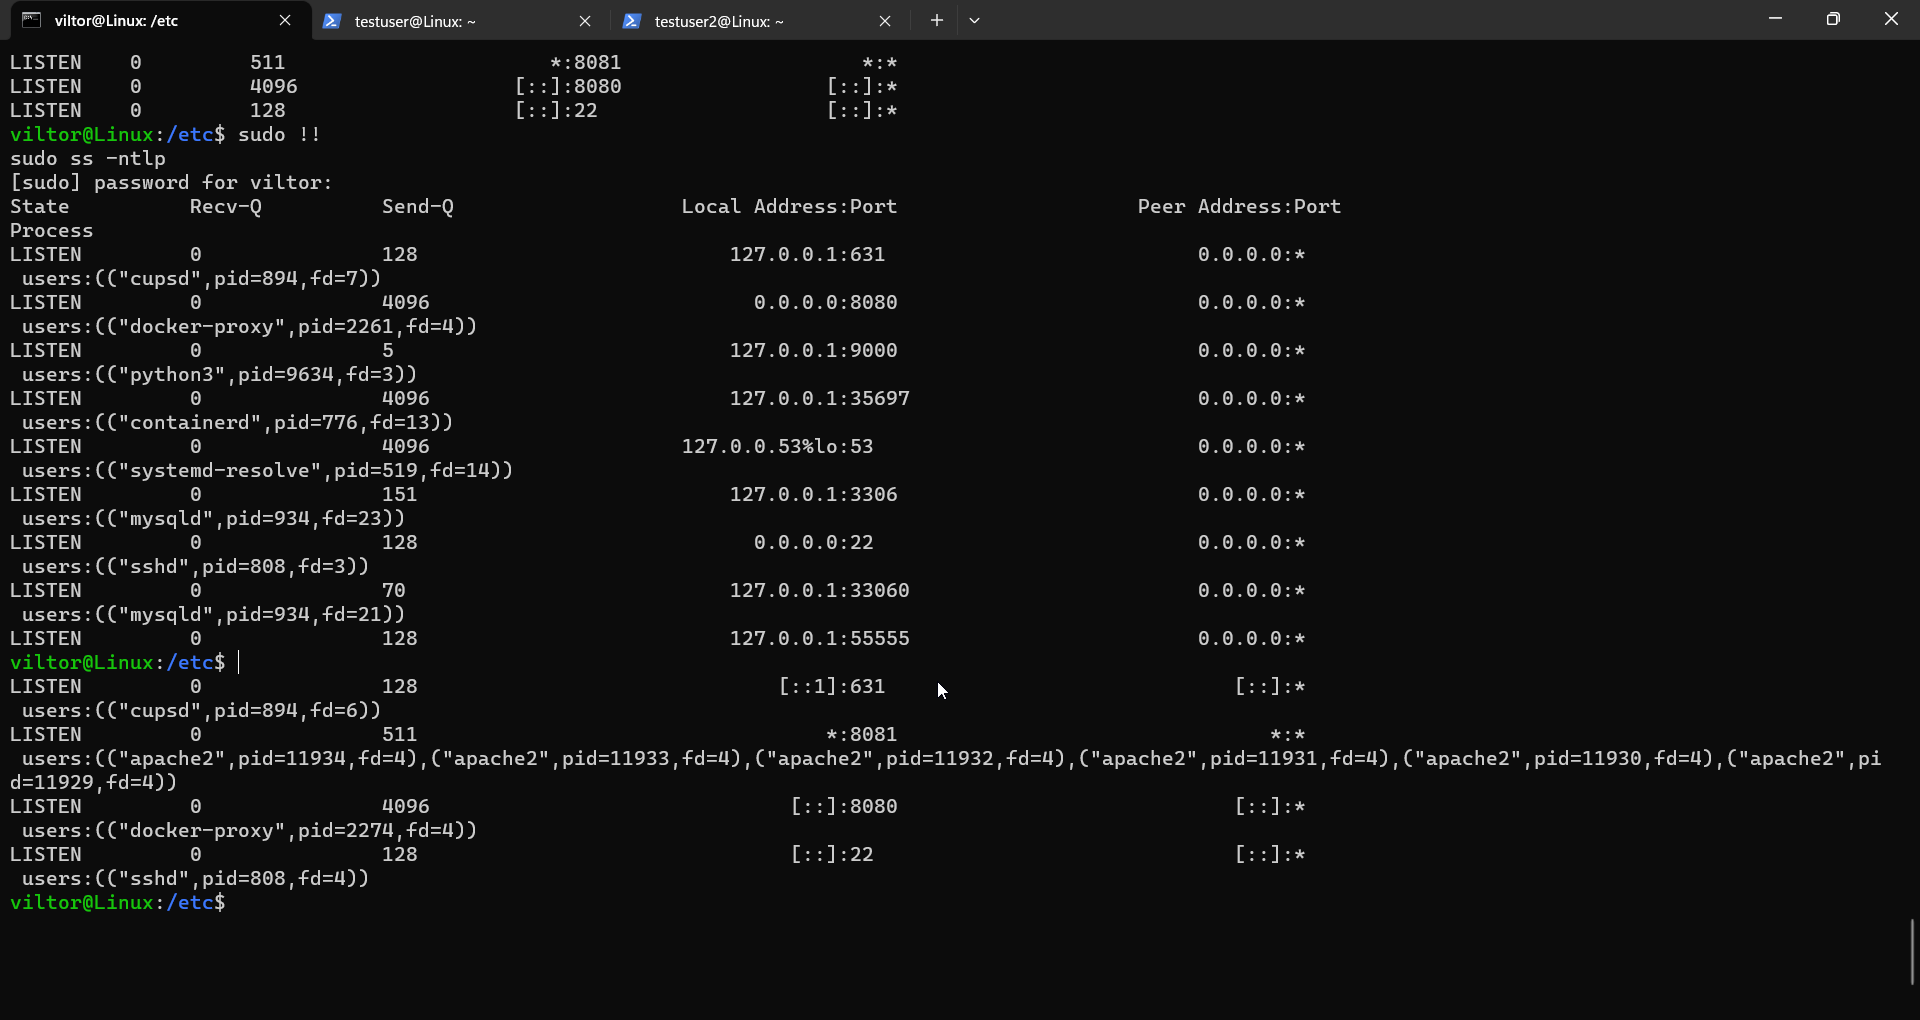 viltor@Linux: /etc
testuser@Linux: ~
testuser2@Linux: ~
LISTEN 0 511 *:8081 *:*
LISTEN 0 4096 [::]:8080 [::]:*
LISTEN 0 128 [::]:22 [::]:*
viltor@Linux:/etc$ sudo !!
sudo ss -ntlp
[sudo] password for viltor:
State Recv-Q Send-Q Local Address:Port Peer Address:Port
Process
LISTEN 0 128 127.0.0.1:631 0.0.0.0:*
users:(("cupsd",pid=894,fd=7))
LISTEN 0 4096 0.0.0.0:8080 0.0.0.0:*
users:(("docker-proxy",pid=2261,fd=4))
LISTEN 0 5 127.0.0.1:9000 0.0.0.0:*
users:(("python3",pid=9634,fd=3))
LISTEN 0 4096 127.0.0.1:35697 0.0.0.0:*
users:(("containerd",pid=776,fd=13))
LISTEN 0 4096 127.0.0.53%lo:53 0.0.0.0:*
users:(("systemd-resolve",pid=519,fd=14))
LISTEN 0 151 127.0.0.1:3306 0.0.0.0:*
users:(("mysqld",pid=934,fd=23))
LISTEN 0 128 0.0.0.0:22 0.0.0.0:*
users:(("sshd",pid=808,fd=3))
LISTEN 0 70 127.0.0.1:33060 0.0.0.0:*
users:(("mysqld",pid=934,fd=21))
LISTEN 0 128 127.0.0.1:55555 0.0.0.0:*
viltor@Linux:/etc$
LISTEN 0 128 [::1]:631 [::]:*
users:(("cupsd",pid=894,fd=6))
LISTEN 0 511 *:8081 *:*
users:(("apache2",pid=11934,fd=4),("apache2",pid=11933,fd=4),("apache2",pid=11932,fd=4),("apache2",pid=11931,fd=4),("apache2",pid=11930,fd=4),("apache2",pi
d=11929,fd=4))
LISTEN 0 4096 [::]:8080 [::]:*
users:(("docker-proxy",pid=2274,fd=4))
LISTEN 0 128 [::]:22 [::]:*
users:(("sshd",pid=808,fd=4))
viltor@Linux:/etc$